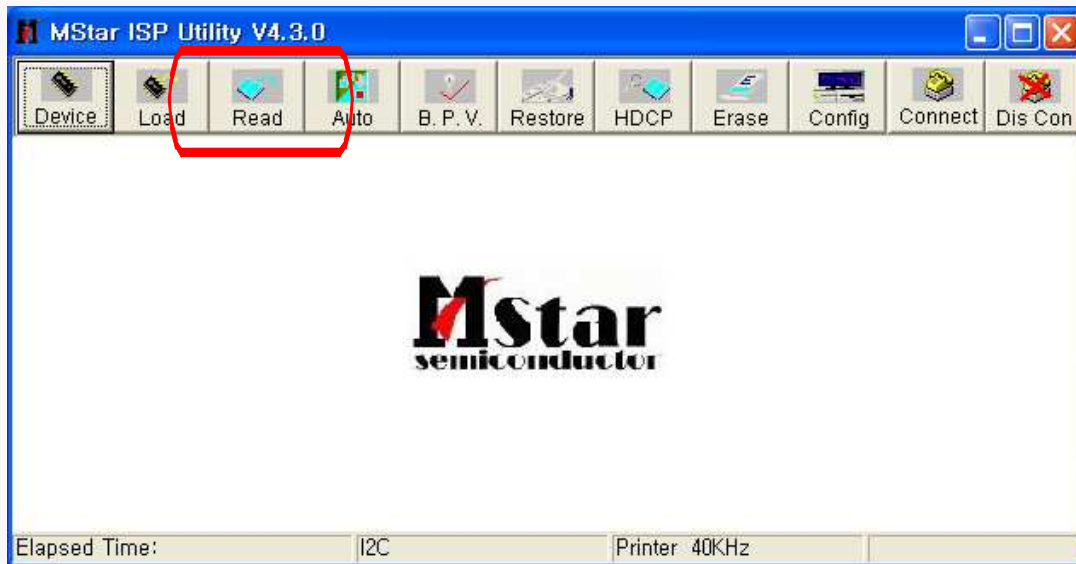 MStar ISP Utility V4.3.0
Device Load Read Auto B.P.V. Restore HDCP Erase Config Connect Dis Con
MStar
semiconductor
Elapsed Time: I2C Printer 40KHz